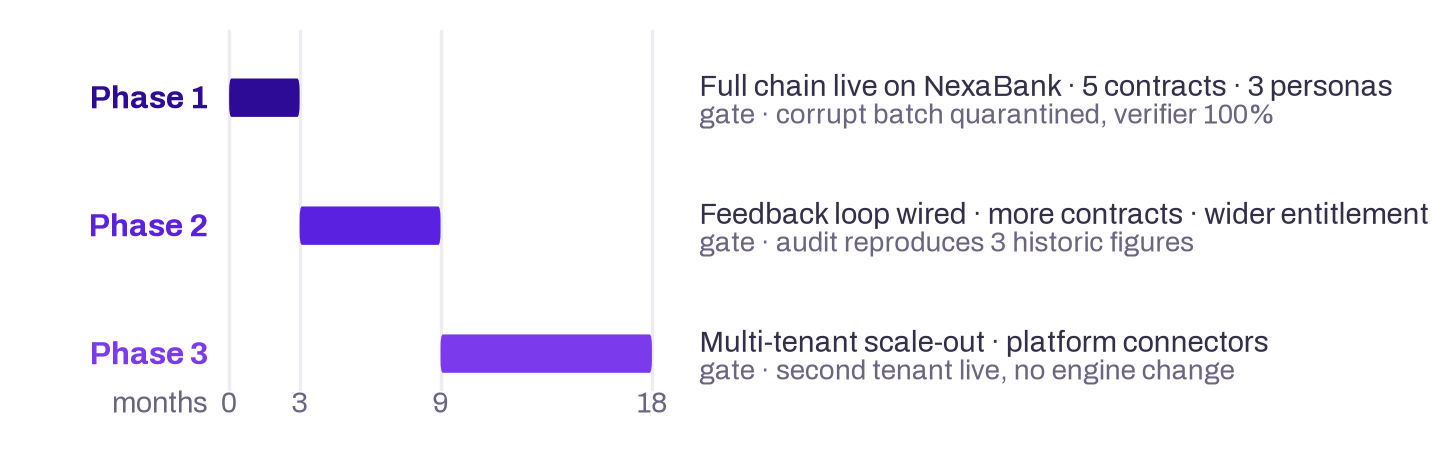 Phase 1
Full chain live on NexaBank · 5 contracts · 3 personas
gate · corrupt batch quarantined, verifier 100%
Phase 2
Feedback loop wired · more contracts · wider entitlement
gate · audit reproduces 3 historic figures
Phase 3
Multi-tenant scale-out · platform connectors
gate · second tenant live, no engine change
months 0 3 9 18